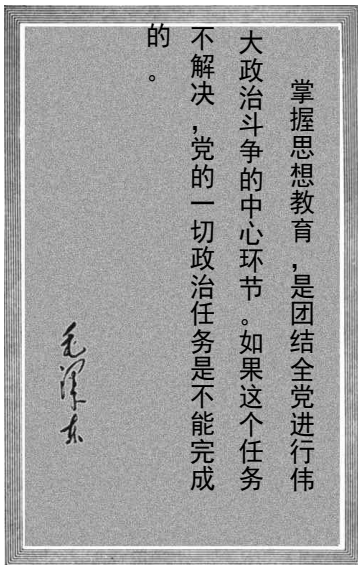 掌握思想教育,是团结全党进行伟
大政治斗争的中心环节。如果这个任务
不解决,党的一切政治任务是不能完成
的。
毛泽东